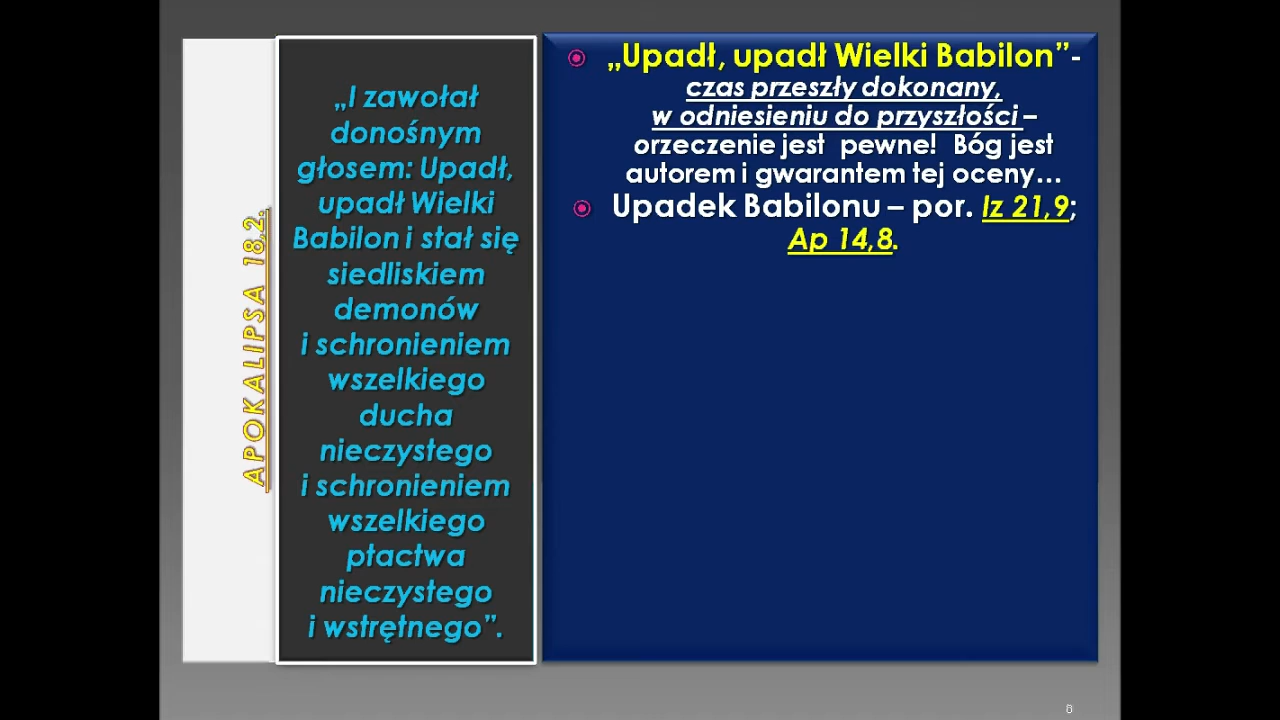 APOKALIPSA 18,2.
„I zawołał
donośnym
głosem: Upadł,
upadł Wielki
Babilon i stał się
siedliskiem
demonów
i schronieniem
wszelkiego
ducha
nieczystego
i schronieniem
wszelkiego
ptactwa
nieczystego
i wstrętnego”.
„Upadł, upadł Wielki Babilon”-
czas przeszły dokonany,
w odniesieniu do przyszłości –
orzeczenie jest pewne! Bóg jest
autorem i gwarantem tej oceny…
Upadek Babilonu – por. Iz 21,9;
Ap 14,8.
8